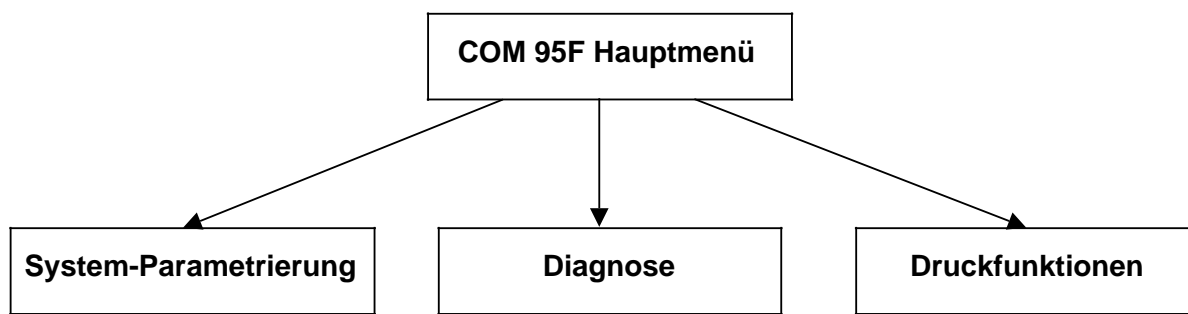 COM 95F Hauptmenü
System-Parametrierung
Diagnose
Druckfunktionen